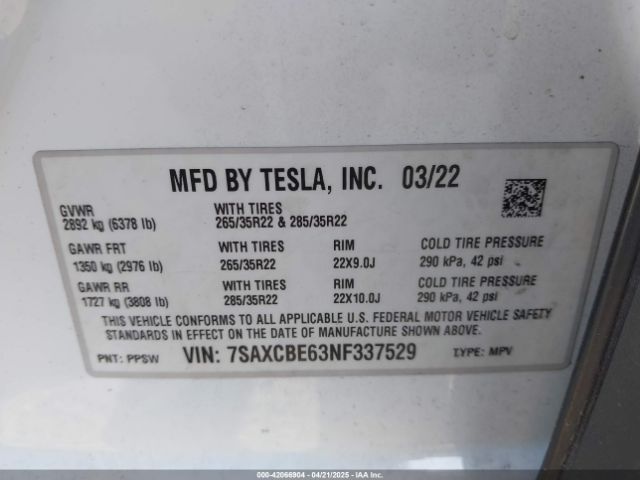 MFD BY TESLA, INC. 03/22
GVWR WITH TIRES
2892 kg (6378 lb) 265/35R22 & 285/35R22
GAWR FRT WITH TIRES RIM COLD TIRE PRESSURE
1350 kg (2976 lb) 265/35R22 22X9.0J 290 kPa, 42 psi
GAWR RR WITH TIRES RIM COLD TIRE PRESSURE
1727 kg (3808 lb) 285/35R22 22X10.0J 290 kPa, 42 psi
THIS VEHICLE CONFORMS TO ALL APPLICABLE U.S. FEDERAL MOTOR VEHICLE SAFETY
STANDARDS IN EFFECT ON THE DATE OF MANUFACTURE SHOWN ABOVE.
PNT: PPSW VIN: 7SAXCBE63NF337529 TYPE: MPV
000-42066904 - 04/21/2025 - IAAI.COM